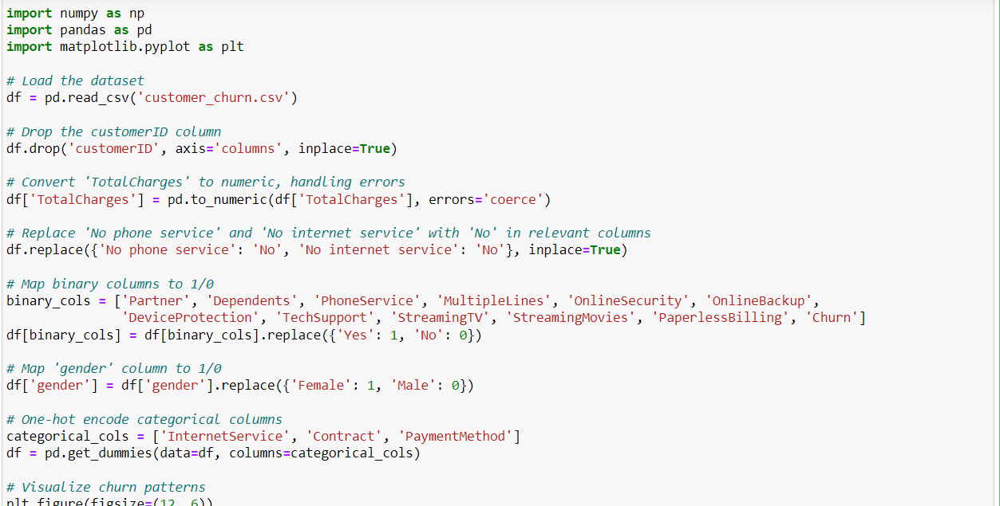 import numpy as np
import pandas as pd
import matplotlib.pyplot as plt
# Load the dataset
df = pd.read_csv('customer_churn.csv')
# Drop the customerID column
df.drop('customerID', axis='columns', inplace=True)
# Convert 'TotalCharges' to numeric, handling errors
df['TotalCharges'] = pd.to_numeric(df['TotalCharges'], errors='coerce')
# Replace 'No phone service' and 'No internet service' with 'No' in relevant columns
df.replace({'No phone service': 'No', 'No internet service': 'No'}, inplace=True)
# Map binary columns to 1/0
binary_cols = ['Partner', 'Dependents', 'PhoneService', 'MultipleLines', 'OnlineSecurity', 'OnlineBackup',
'DeviceProtection', 'TechSupport', 'StreamingTV', 'StreamingMovies', 'PaperlessBilling', 'Churn']
df[binary_cols] = df[binary_cols].replace({'Yes': 1, 'No': 0})
# Map 'gender' column to 1/0
df['gender'] = df['gender'].replace({'Female': 1, 'Male': 0})
# One-hot encode categorical columns
categorical_cols = ['InternetService', 'Contract', 'PaymentMethod']
df = pd.get_dummies(data=df, columns=categorical_cols)
# Visualize churn patterns
plt.figure(figsize=(12, 6))